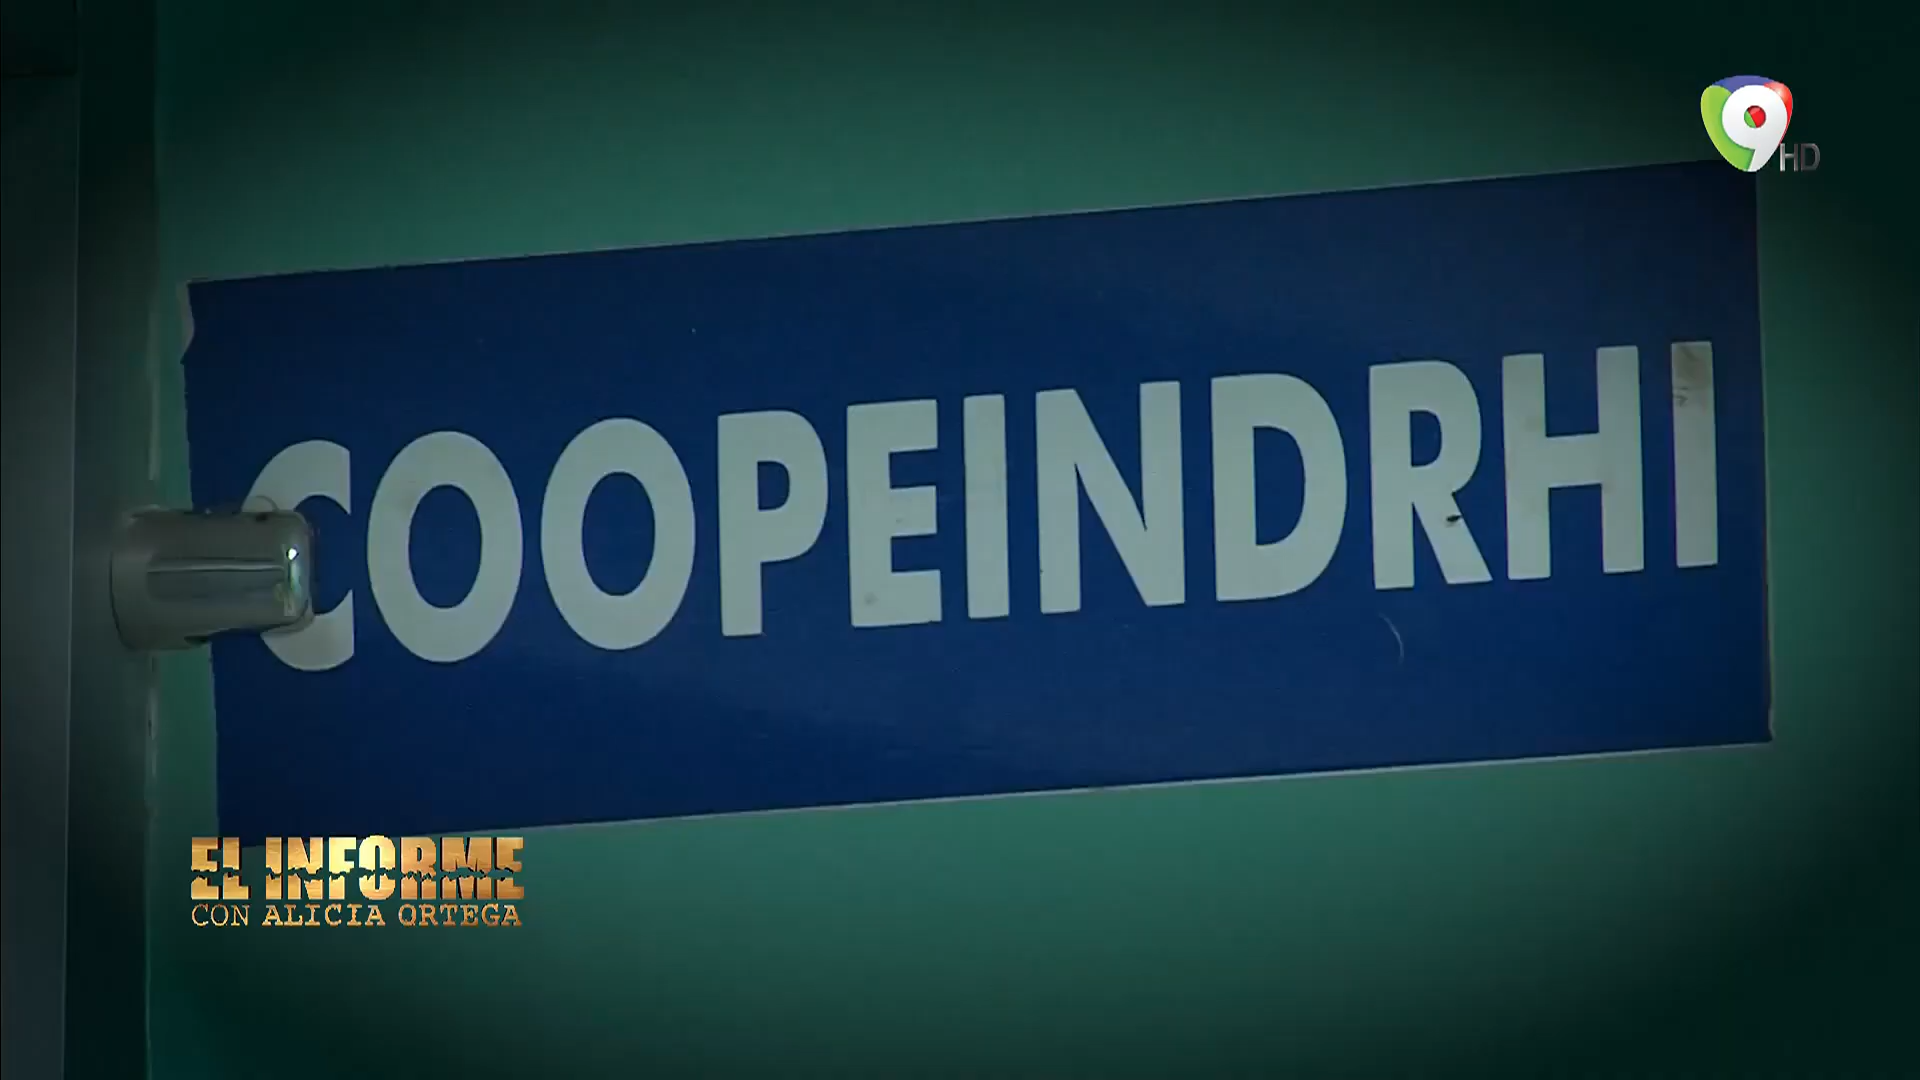 9
HD
COOPEINDRHI
EL INFORME
CON ALICIA ORTEGA